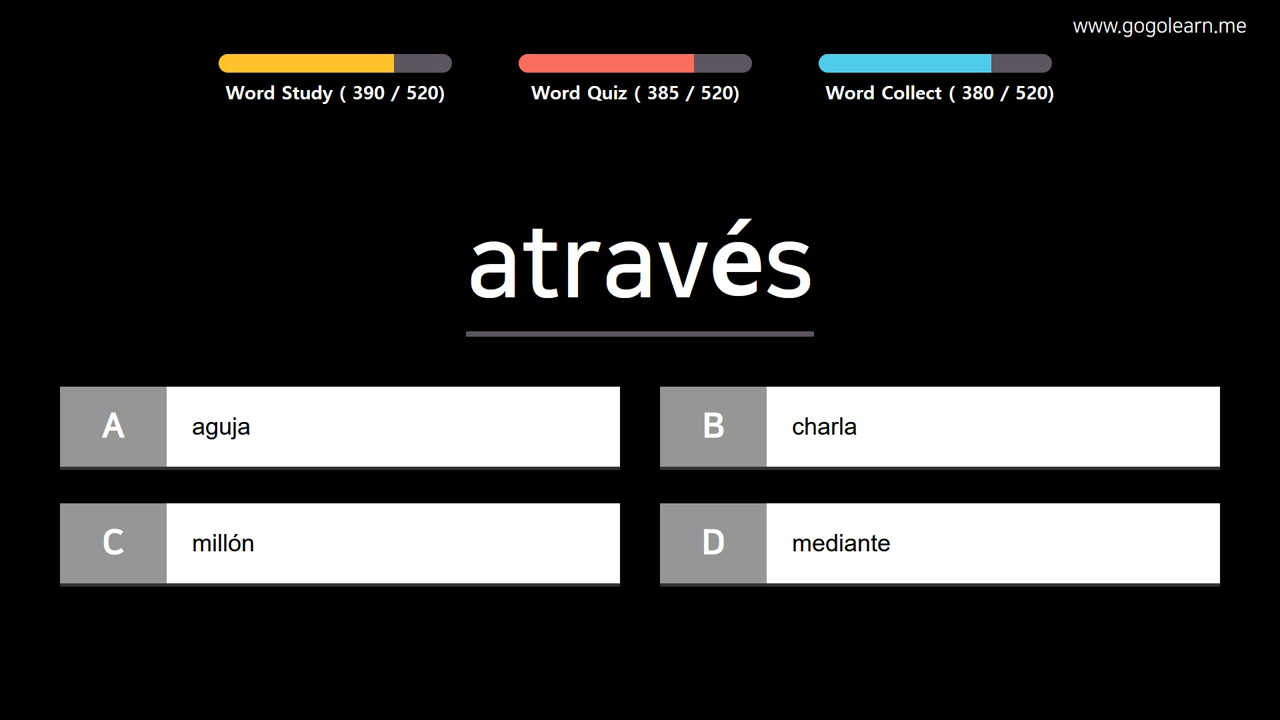 www.gogolearn.me
Word Study ( 390 / 520)
Word Quiz ( 385 / 520)
Word Collect ( 380 / 520)
através
A
aguja
B
charla
C
millón
D
mediante